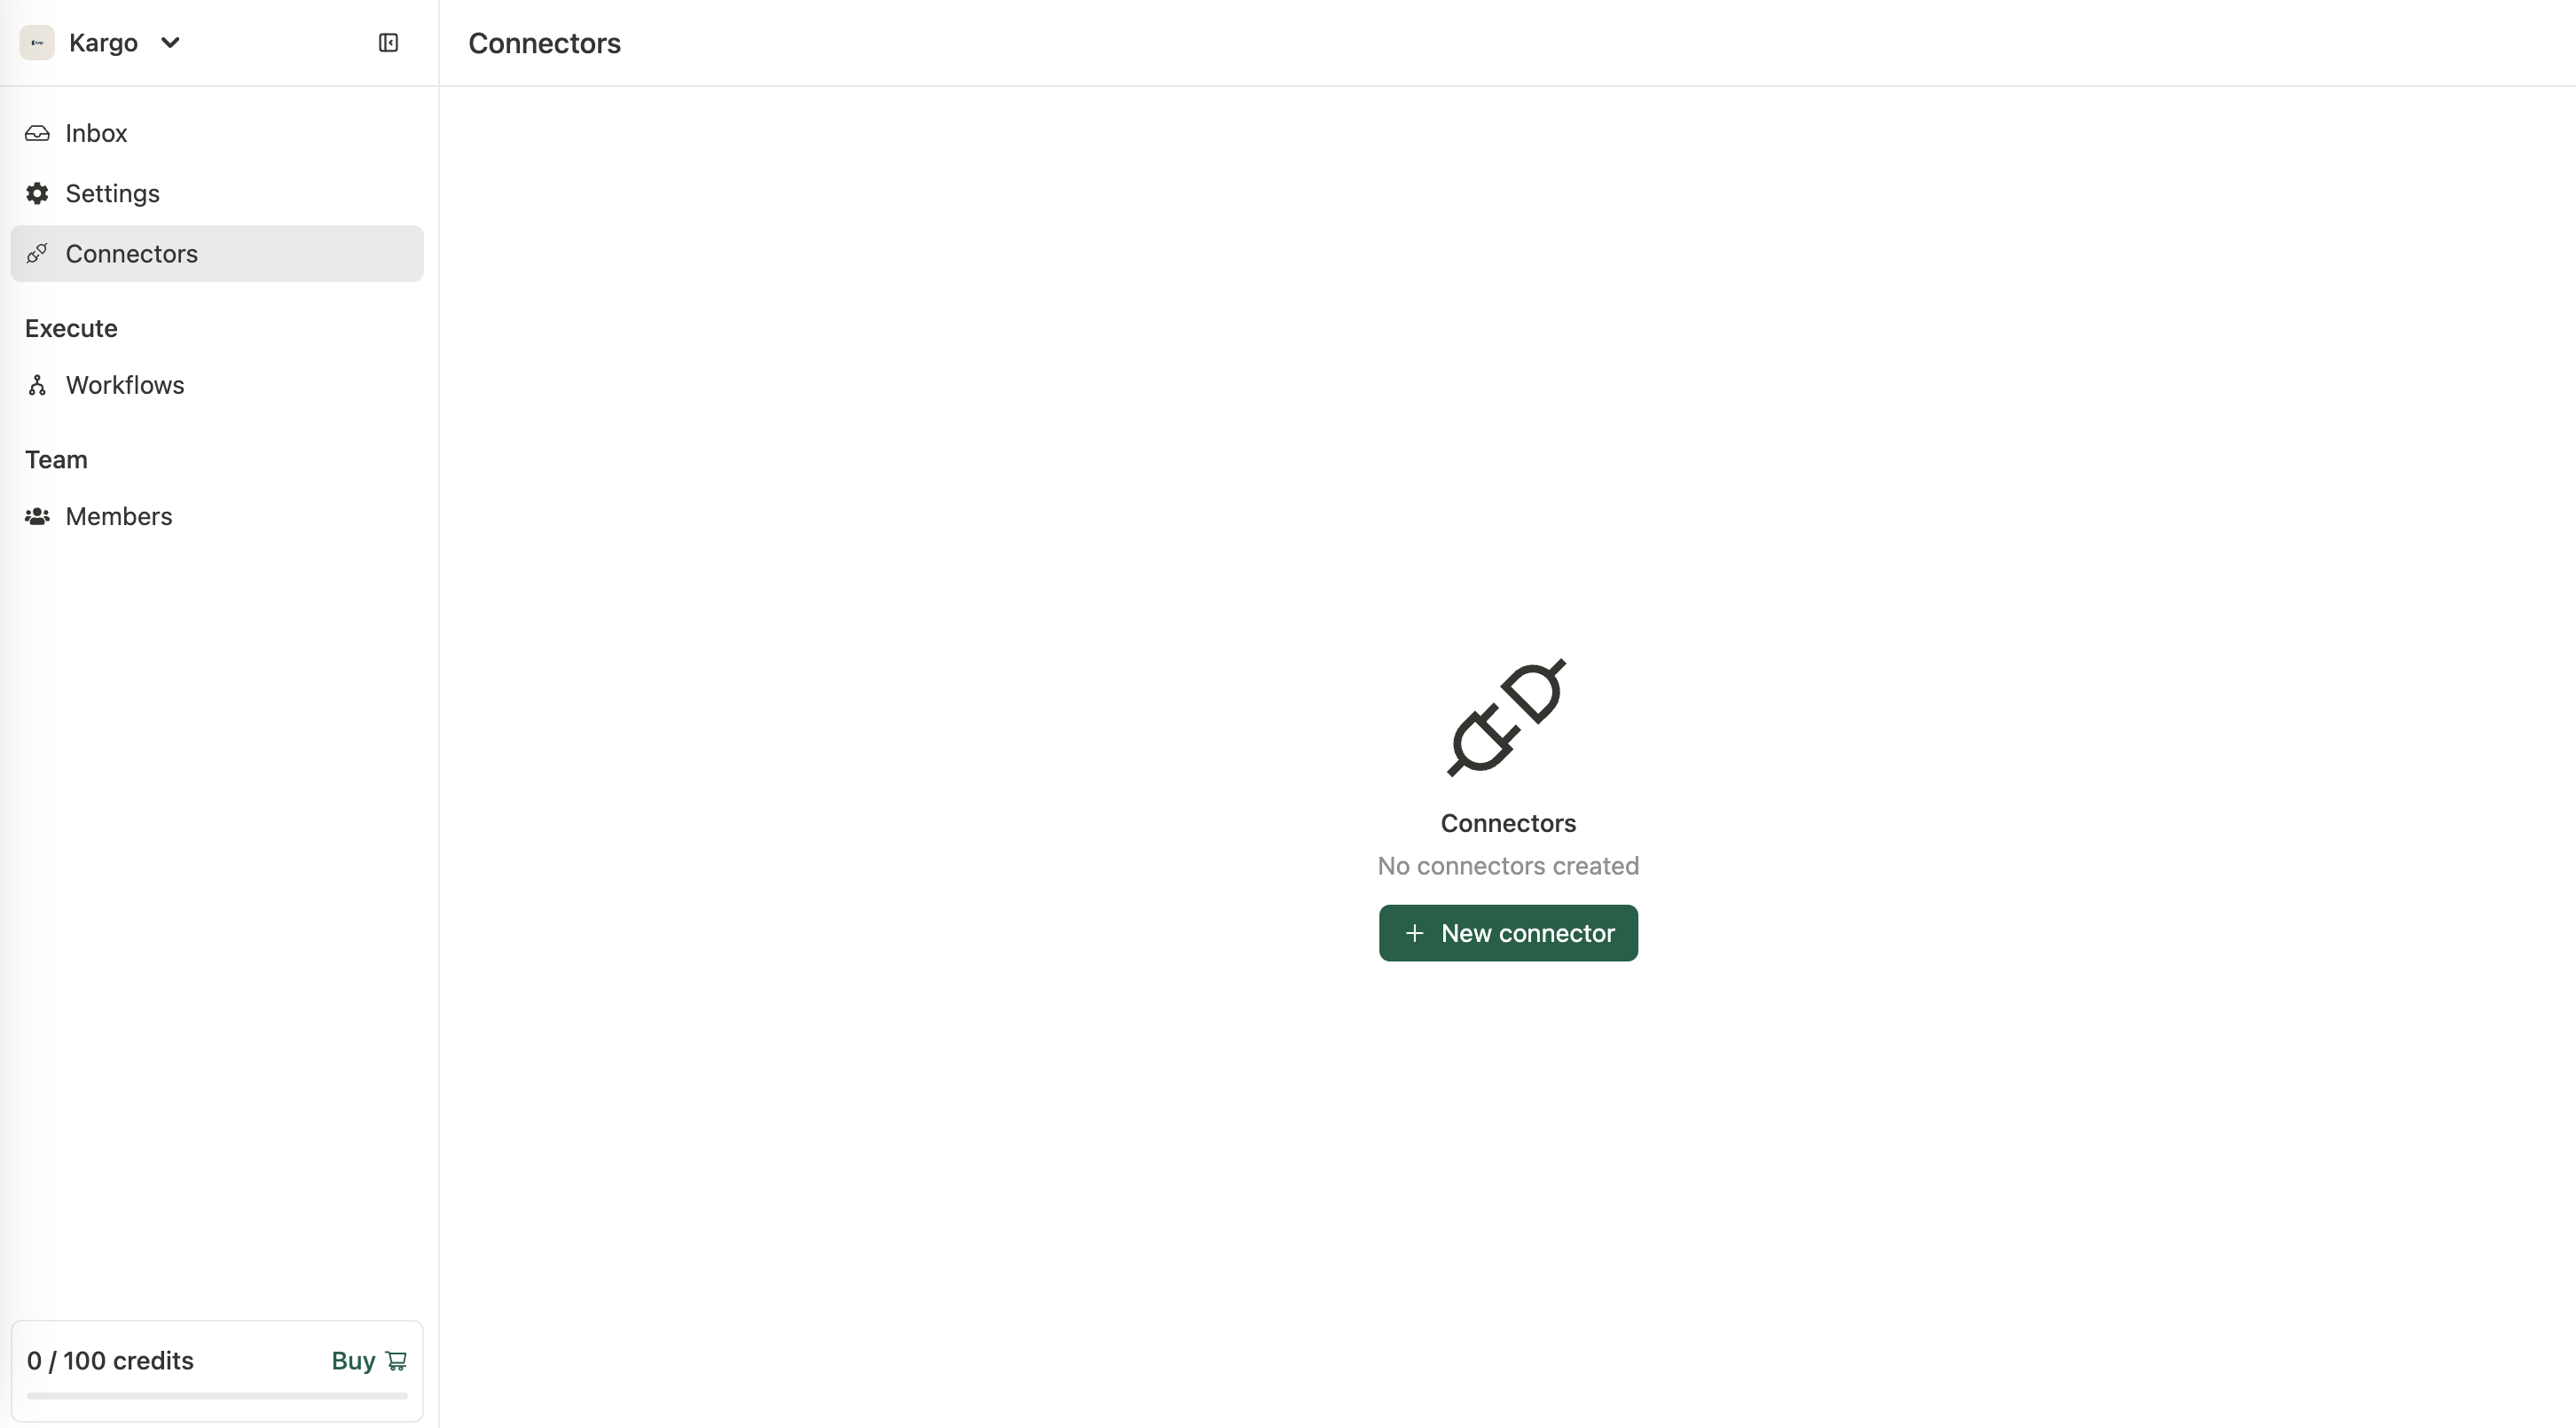 Kargo
Connectors
Inbox
Settings
Connectors
Execute
Workflows
Team
Members
Connectors
No connectors created
New connector
0 / 100 credits
Buy